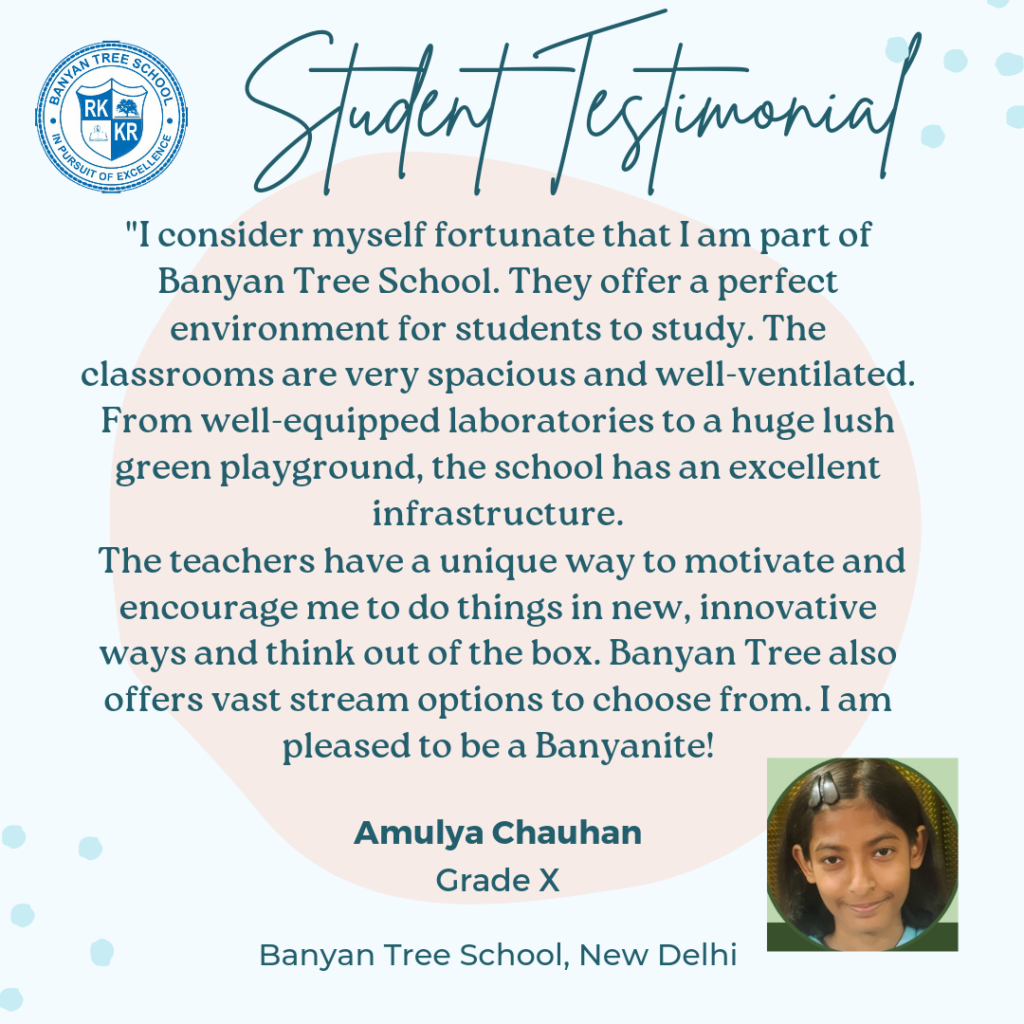 BANYAN TREE SCHOOL
RK
KR
IN PURSUIT OF EXCELLENCE
Student Testimonial
"I consider myself fortunate that I am part of
Banyan Tree School. They offer a perfect
environment for students to study. The
classrooms are very spacious and well-ventilated.
From well-equipped laboratories to a huge lush
green playground, the school has an excellent
infrastructure.
The teachers have a unique way to motivate and
encourage me to do things in new, innovative
ways and think out of the box. Banyan Tree also
offers vast stream options to choose from. I am
pleased to be a Banyanite!
Amulya Chauhan
Grade X
Banyan Tree School, New Delhi